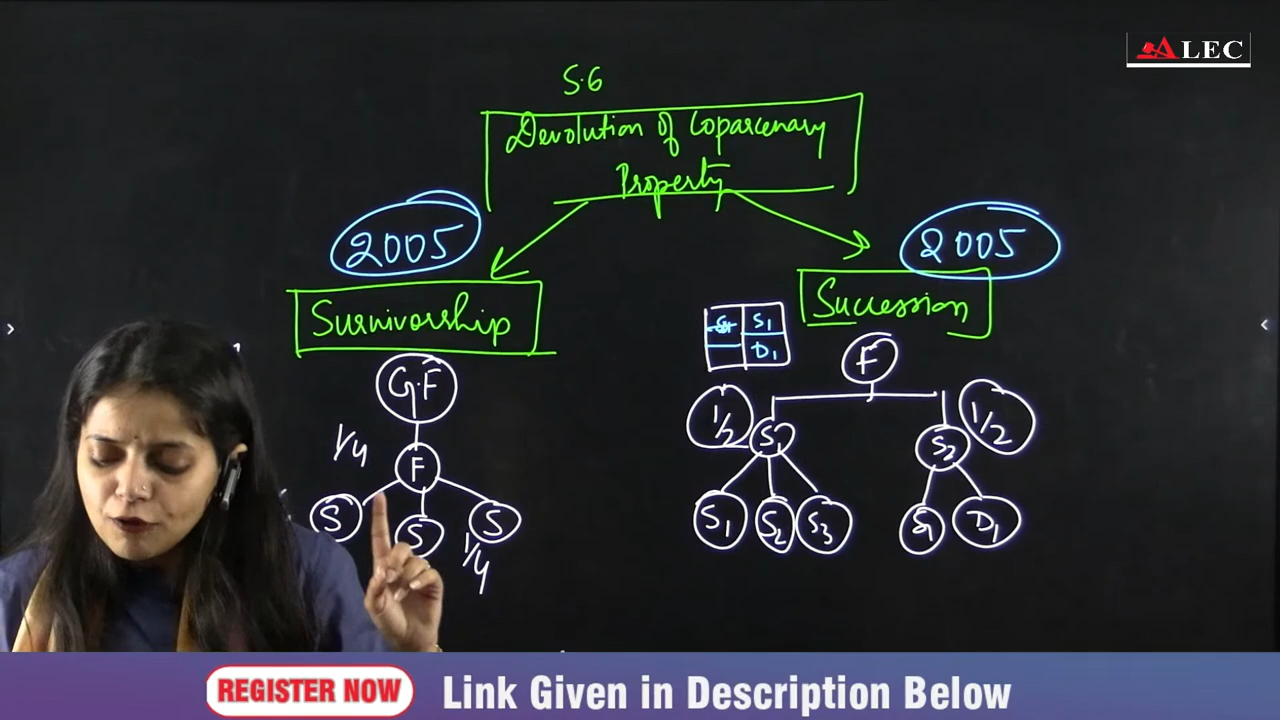 ALEC
S.6
Devolution of Coparcenary
Property
2005
2005
Survivorship
Succession
S1
D1
G.F
F
1/4
F
1/2
S1
S2
1/2
S
S
S
1/4
S1
S2
S3
S1
D1
REGISTER NOW
Link Given in Description Below